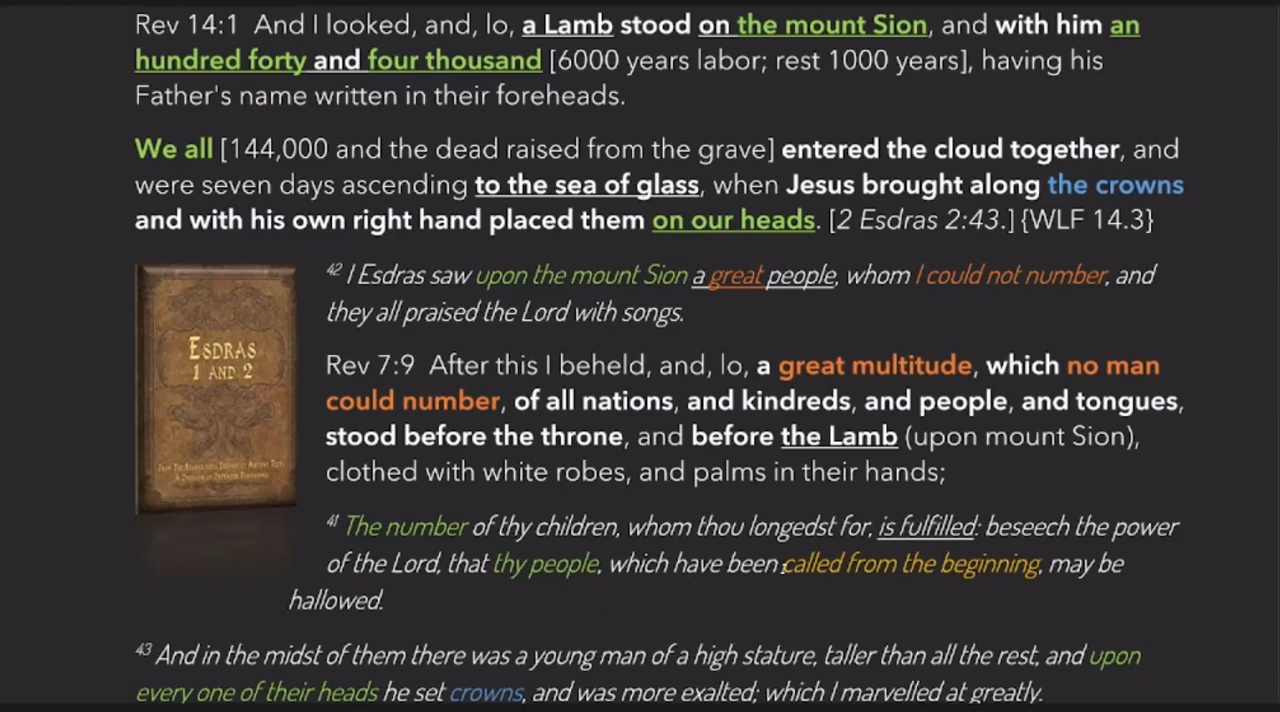 Rev 14:1 And I looked, and, lo, a Lamb stood on the mount Sion, and with him an
hundred forty and four thousand [6000 years labor; rest 1000 years], having his
Father's name written in their foreheads.
We all [144,000 and the dead raised from the grave] entered the cloud together, and
were seven days ascending to the sea of glass, when Jesus brought along the crowns
and with his own right hand placed them on our heads. [2 Esdras 2:43.] {WLF 14.3}
ESDRAS
1 AND 2
42 I Esdras saw upon the mount Sion a great people, whom I could not number, and
they all praised the Lord with songs.
Rev 7:9 After this I beheld, and, lo, a great multitude, which no man
could number, of all nations, and kindreds, and people, and tongues,
stood before the throne, and before the Lamb (upon mount Sion),
clothed with white robes, and palms in their hands;
41 The number of thy children, whom thou longedst for, is fulfilled: beseech the power
of the Lord, that thy people, which have been called from the beginning, may be
hallowed.
43 And in the midst of them there was a young man of a high stature, taller than all the rest, and upon
every one of their heads he set crowns, and was more exalted; which I marvelled at greatly.